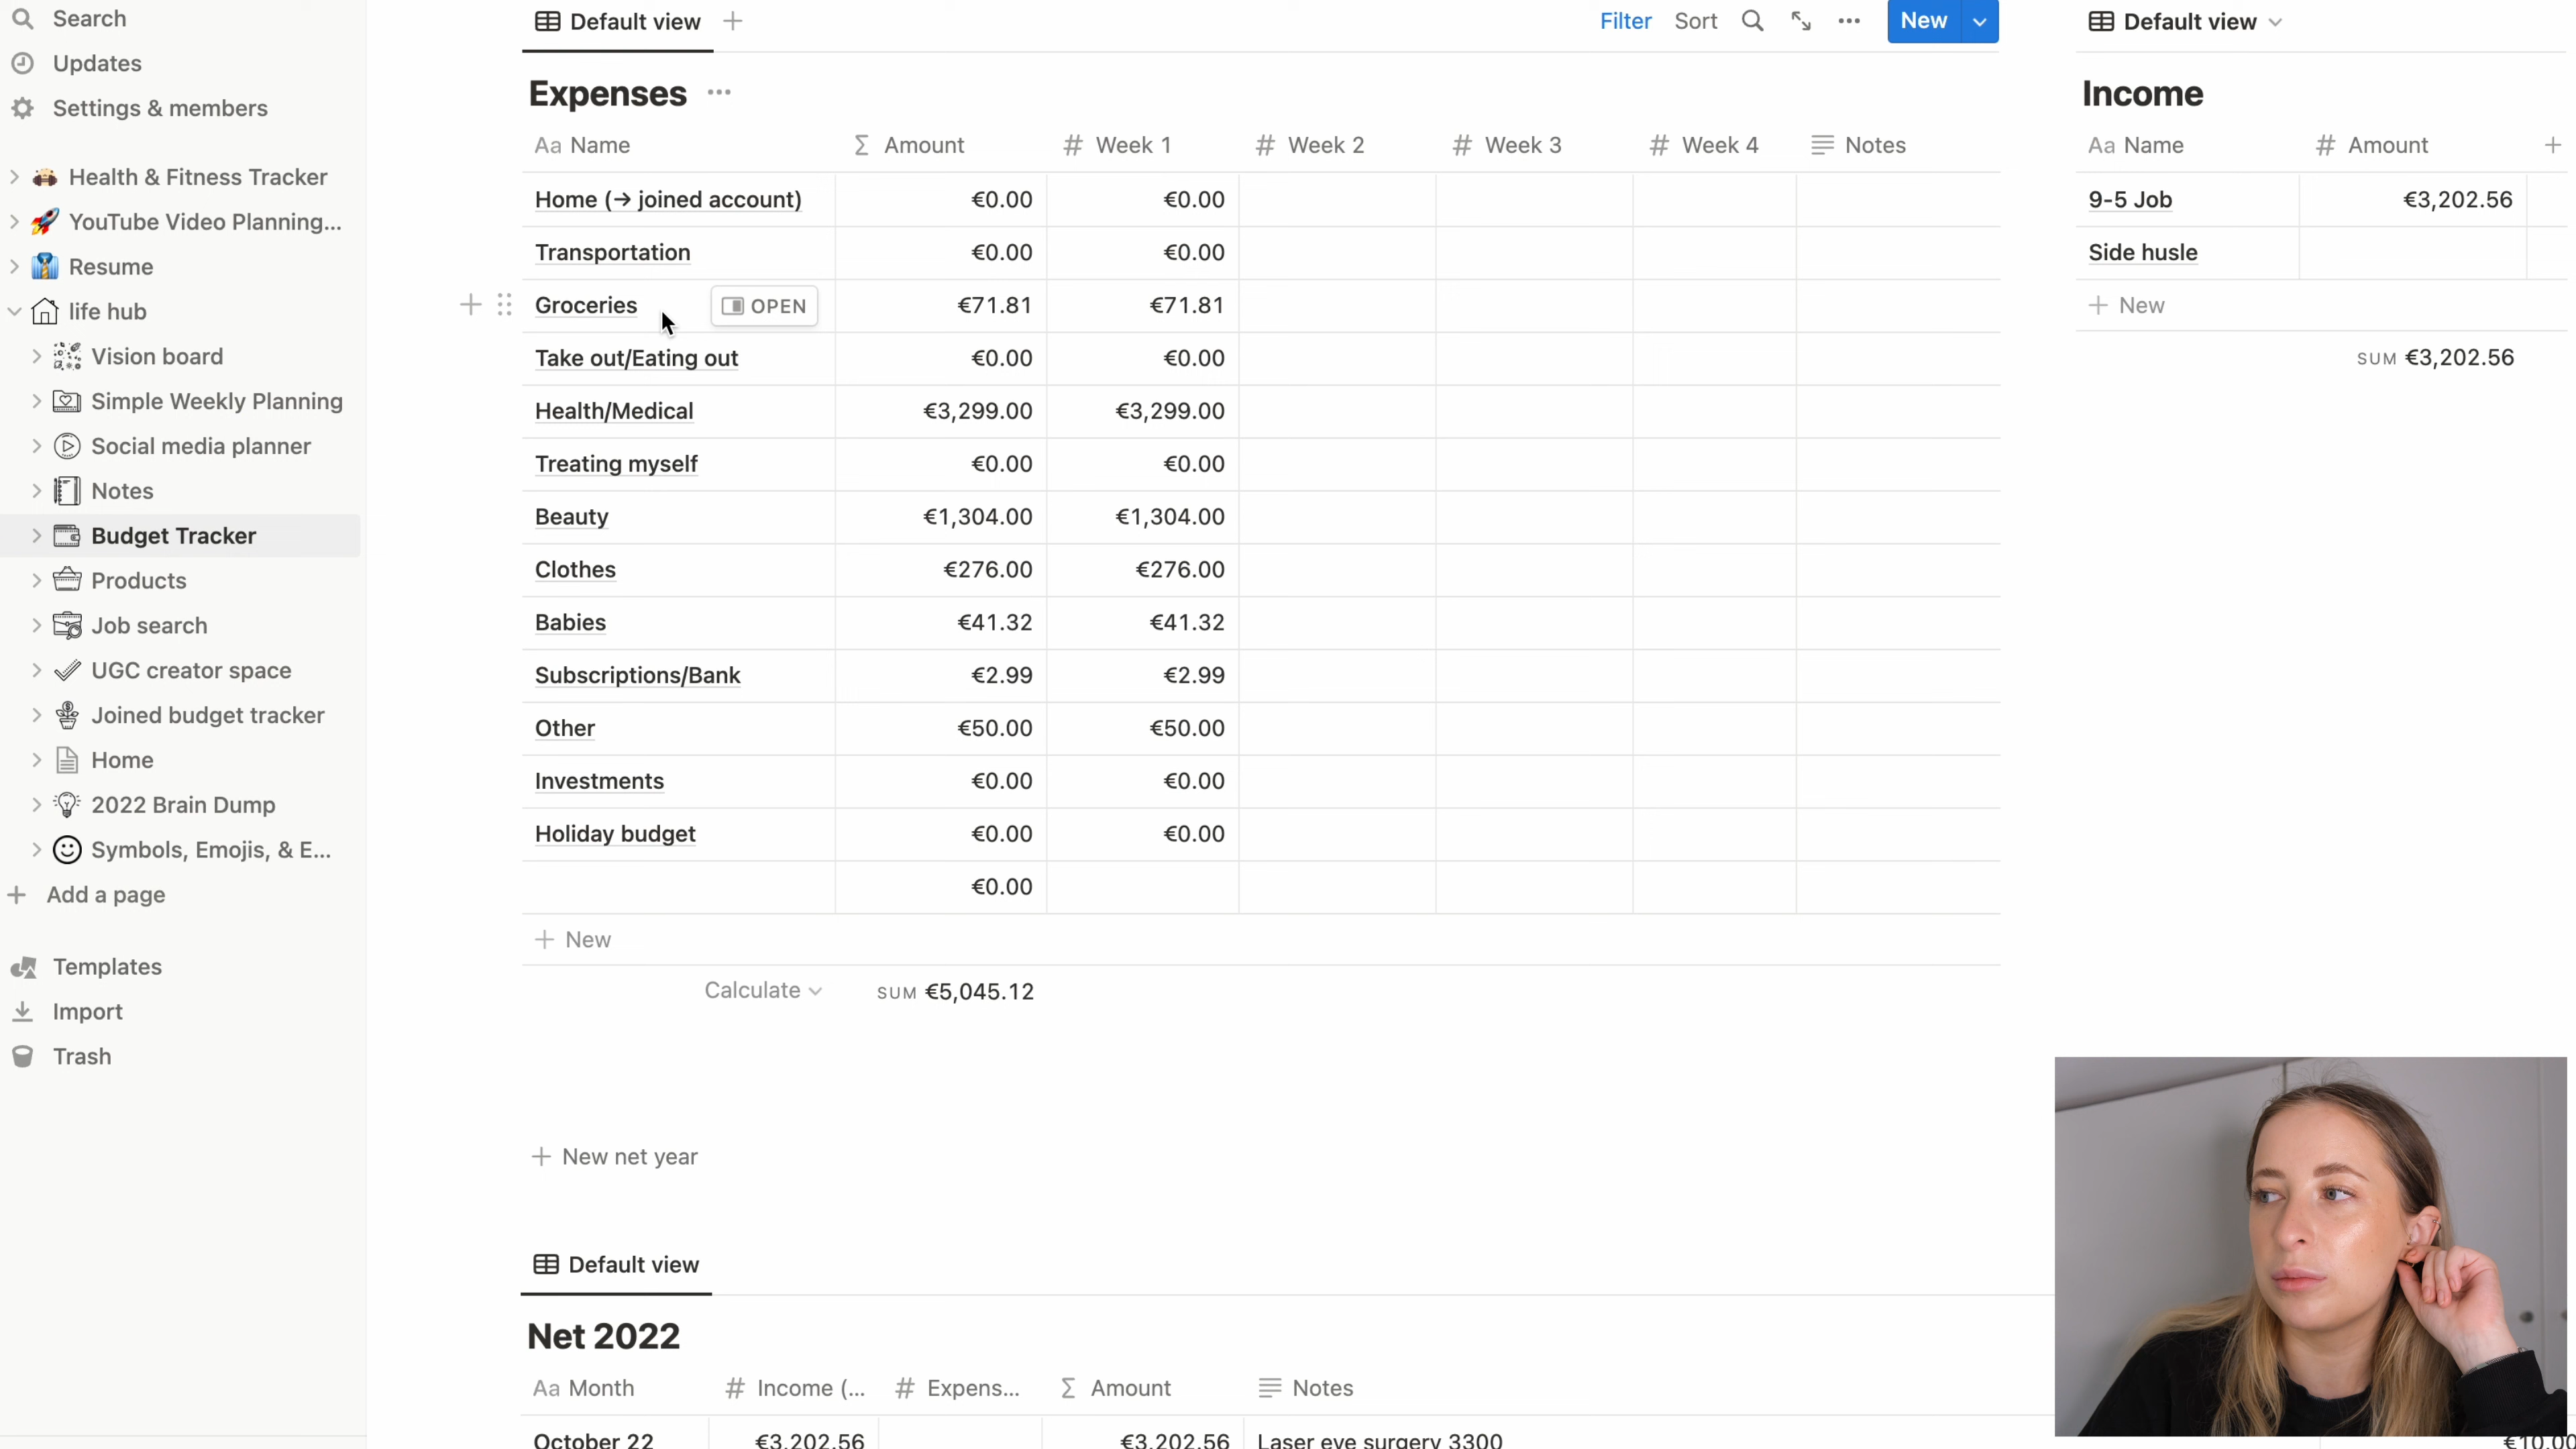 Search
Updates
Settings & members
Health & Fitness Tracker
YouTube Video Planning...
Resume
life hub
Vision board
Simple Weekly Planning
Social media planner
Notes
Budget Tracker
Products
Job search
UGC creator space
Joined budget tracker
Home
2022 Brain Dump
Symbols, Emojis, & E...
Add a page
Templates
Import
Trash
Default view
Filter Sort New
Expenses
Aa Name Σ Amount # Week 1 # Week 2 # Week 3 # Week 4 Notes
Home (→ joined account) €0.00 €0.00
Transportation €0.00 €0.00
Groceries OPEN €71.81 €71.81
Take out/Eating out €0.00 €0.00
Health/Medical €3,299.00 €3,299.00
Treating myself €0.00 €0.00
Beauty €1,304.00 €1,304.00
Clothes €276.00 €276.00
Babies €41.32 €41.32
Subscriptions/Bank €2.99 €2.99
Other €50.00 €50.00
Investments €0.00 €0.00
Holiday budget €0.00 €0.00
€0.00
+ New
Calculate SUM €5,045.12
Default view
Income
Aa Name # Amount
9-5 Job €3,202.56
Side husle
+ New
SUM €3,202.56
+ New net year
Default view
Net 2022
Aa Month # Income (... # Expens... Σ Amount Notes
October 22 €3,202.56 €3,202.56 Laser eye surgery 3300